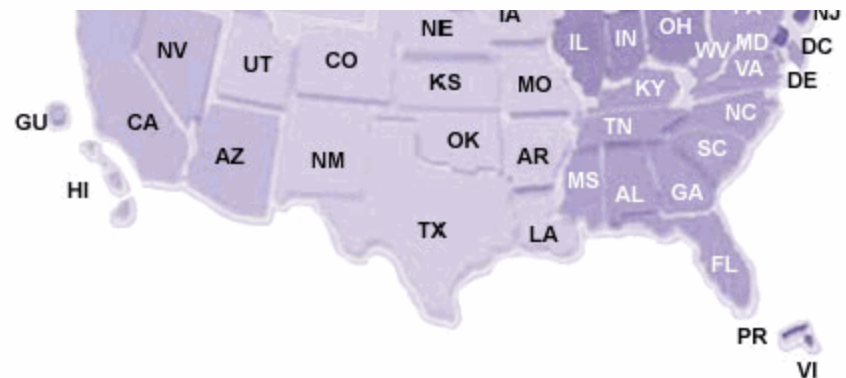 IA
NJ
NE
OH
PA
NV
IL
IN
WV
MD
DC
UT
CO
VA
KS
MO
KY
DE
GU
CA
NC
TN
OK
SC
AZ
NM
AR
HI
MS
AL
GA
TX
LA
FL
PR
VI